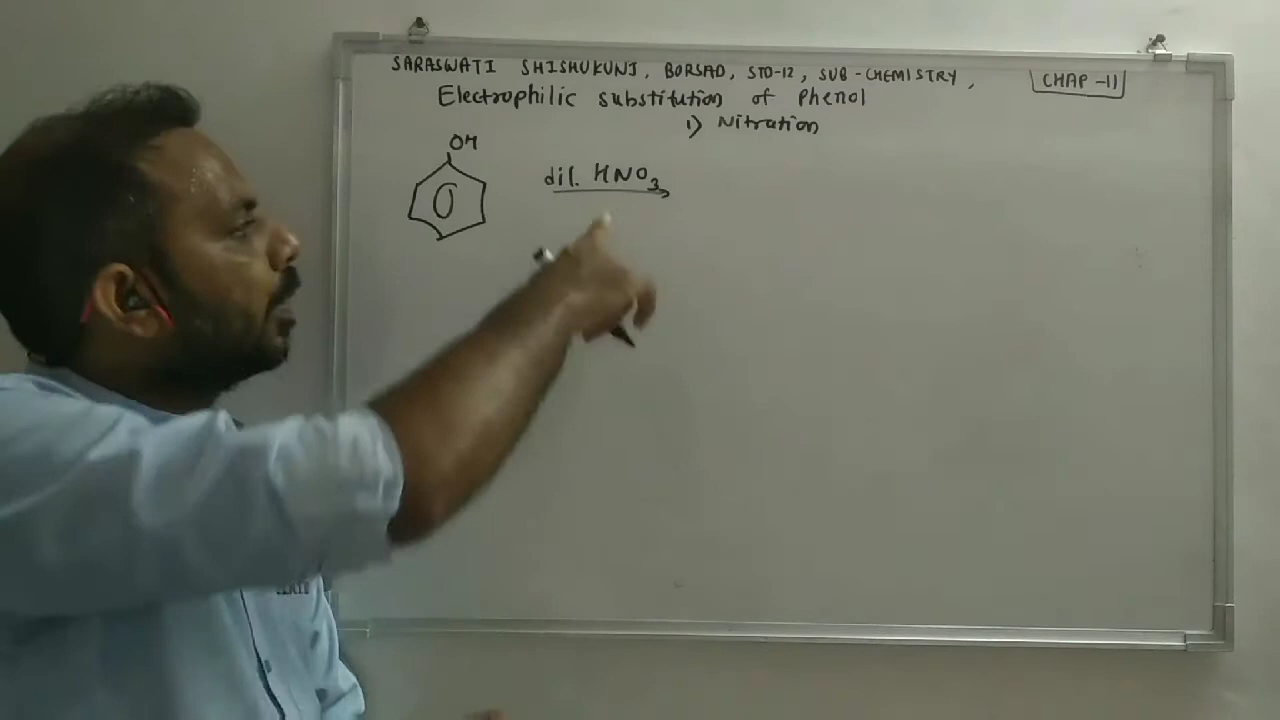 SARASWATI SHISHUKUNJ, BORSAD, STD-12, SUB-CHEMISTRY, CHAP-11
Electrophilic substitution of Phenol
1) Nitration
OH
dil. HNO3